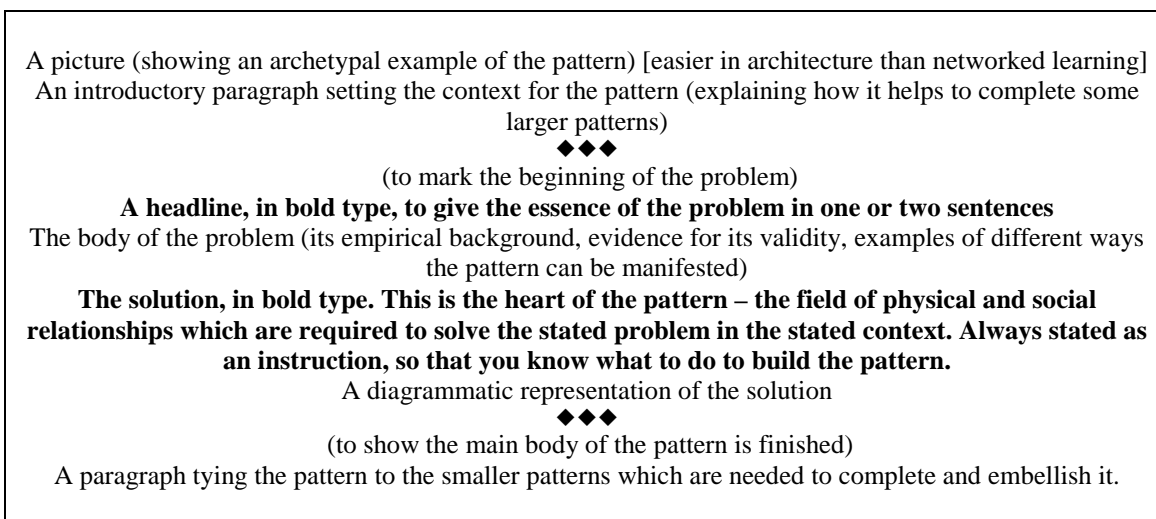 A picture (showing an archetypal example of the pattern) [easier in architecture than networked learning]
An introductory paragraph setting the context for the pattern (explaining how it helps to complete some
larger patterns)
◆◆◆
(to mark the beginning of the problem)
A headline, in bold type, to give the essence of the problem in one or two sentences
The body of the problem (its empirical background, evidence for its validity, examples of different ways
the pattern can be manifested)
The solution, in bold type. This is the heart of the pattern – the field of physical and social
relationships which are required to solve the stated problem in the stated context. Always stated as
an instruction, so that you know what to do to build the pattern.
A diagrammatic representation of the solution
◆◆◆
(to show the main body of the pattern is finished)
A paragraph tying the pattern to the smaller patterns which are needed to complete and embellish it.